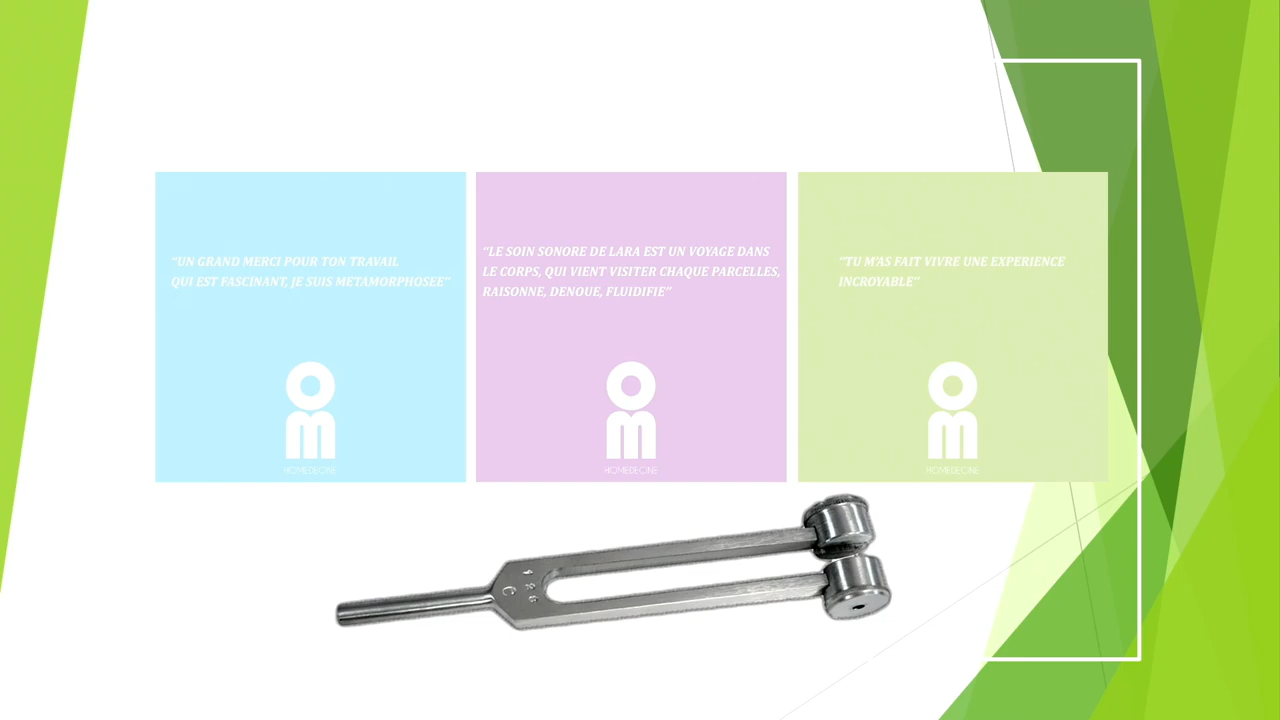 "UN GRAND MERCI POUR TON TRAVAIL
QUI EST FASCINANT, JE SUIS METAMORPHOSEE"
OM
HOMEDECINE
"LE SOIN SONORE DE LARA EST UN VOYAGE DANS
LE CORPS, QUI VIENT VISITER CHAQUE PARCELLES,
RAISONNE, DENOUE, FLUIDIFIE"
OM
HOMEDECINE
"TU M'AS FAIT VIVRE UNE EXPERIENCE
INCROYABLE"
OM
HOMEDECINE
C